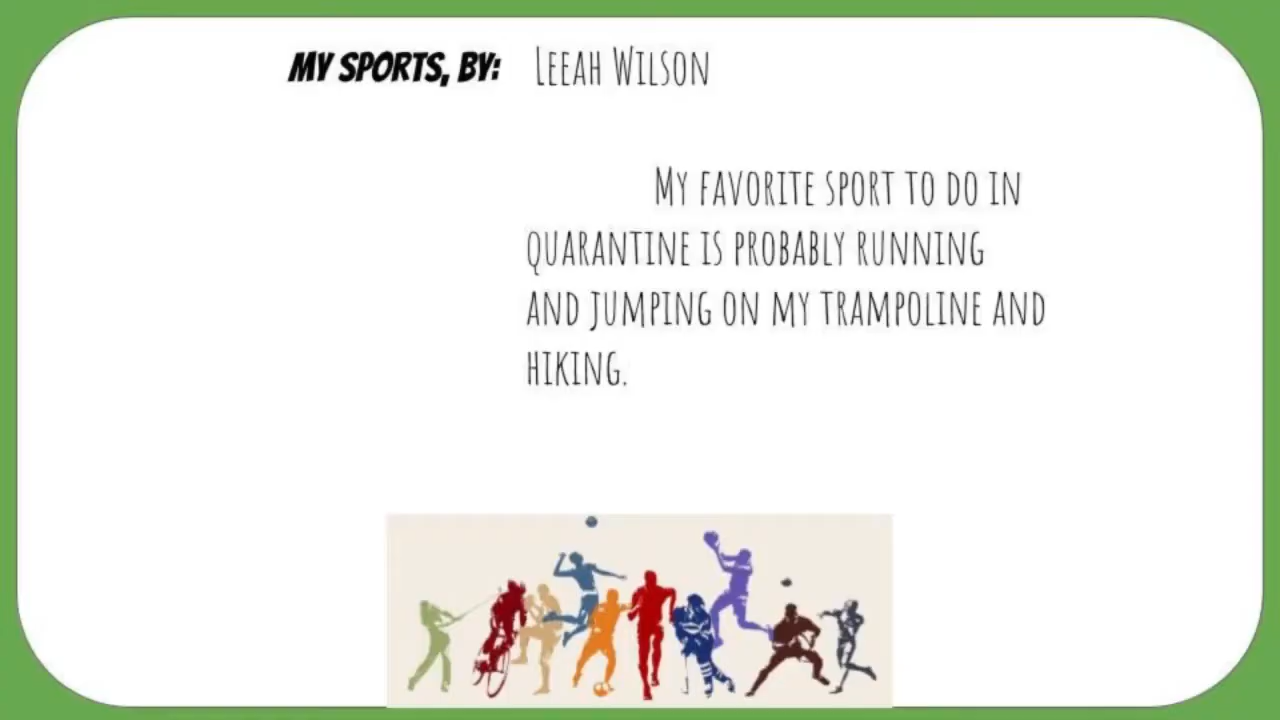 My Sports, By: Leeah Wilson
My favorite sport to do in
quarantine is probably running
and jumping on my trampoline and
hiking.